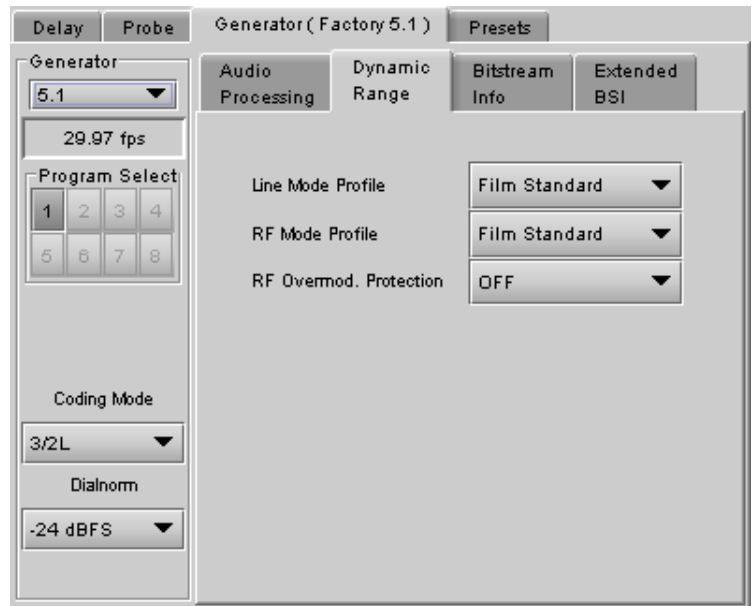 Delay Probe Generator ( Factory 5.1 ) Presets
Generator
5.1
29.97 fps
Program Select
1 2 3 4
5 6 7 8
Coding Mode
3/2L
Dialnorm
-24 dBFS
Audio Processing
Dynamic Range
Bitstream Info
Extended BSI
Line Mode Profile Film Standard
RF Mode Profile Film Standard
RF Overmod. Protection OFF